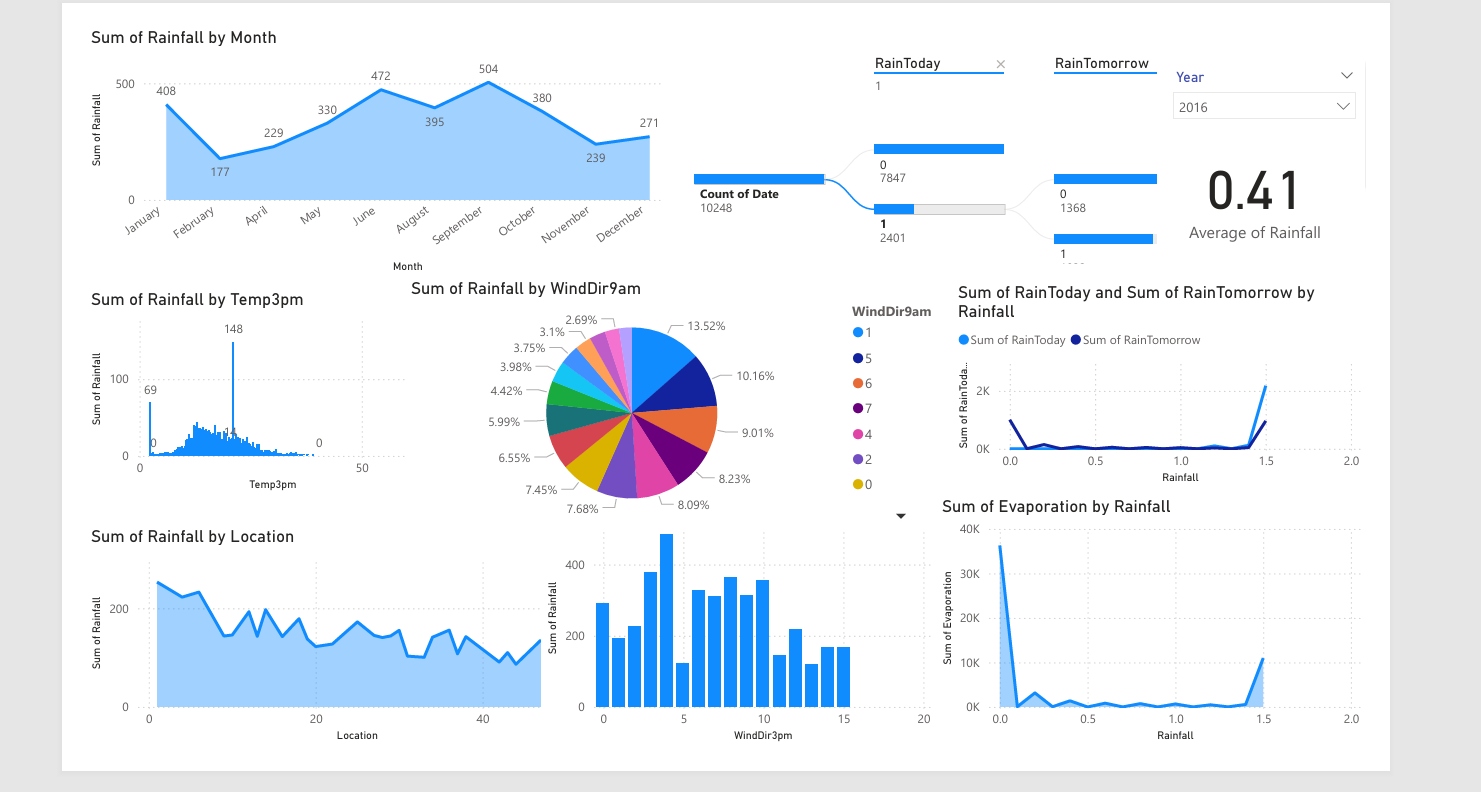 Sum of Rainfall by Month
Sum of Rainfall
500
0
408
177
229
330
472
395
504
380
239
271
January
February
April
May
June
August
September
October
November
December
Month
RainToday
1
RainTomorrow
Count of Date
10248
0
7847
1
2401
0
1368
1
Year
2016
0.41
Average of Rainfall
Sum of Rainfall by Temp3pm
Sum of Rainfall
100
0
69
0
148
0
0
50
Temp3pm
Sum of Rainfall by WindDir9am
13.52%
10.16%
9.01%
8.23%
8.09%
7.68%
7.45%
6.55%
5.99%
4.42%
3.98%
3.75%
3.1%
2.69%
WindDir9am
1
5
6
7
4
2
0
Sum of RainToday and Sum of RainTomorrow by
Rainfall
Sum of RainToday
Sum of RainTomorrow
Sum of RainToda..
2K
0K
0.0
0.5
1.0
1.5
2.0
Rainfall
Sum of Rainfall by Location
Sum of Rainfall
200
0
0
20
40
Location
Sum of Rainfall
400
200
0
0
5
10
15
20
WindDir3pm
Sum of Evaporation by Rainfall
Sum of Evaporation
40K
30K
20K
10K
0K
0.0
0.5
1.0
1.5
2.0
Rainfall